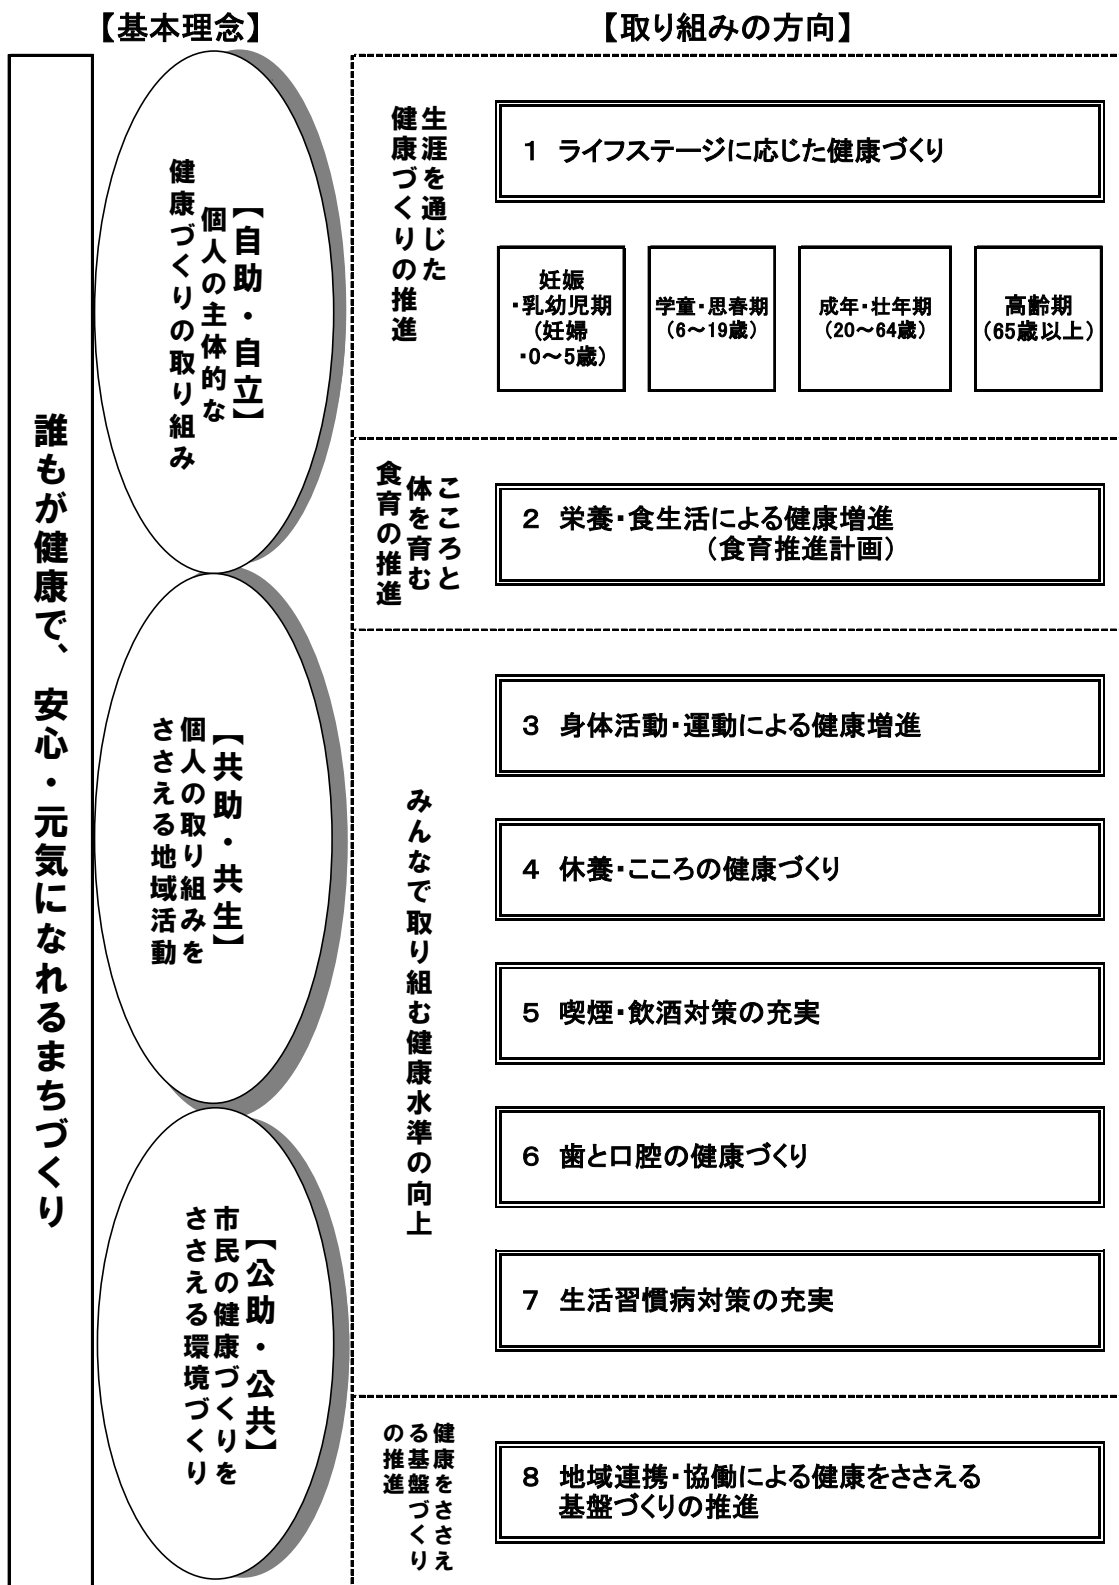 【基本理念】
【取り組みの方向】
誰もが健康で、安心・元気になれるまちづくり
【自助・自立】
個人の主体的な
健康づくりの取り組み
【共助・共生】
個人の取り組みを
ささえる地域活動
【公助・公共】
市民の健康づくりを
ささえる環境づくり
生涯を通じた
健康づくりの推進
1 ライフステージに応じた健康づくり
妊娠
・乳幼児期
(妊婦
・0～5歳)
学童・思春期
(6～19歳)
成年・壮年期
(20～64歳)
高齢期
(65歳以上)
こころと
体を育む
食育の推進
2 栄養・食生活による健康増進
(食育推進計画)
みんなで取り組む健康水準の向上
3 身体活動・運動による健康増進
4 休養・こころの健康づくり
5 喫煙・飲酒対策の充実
6 歯と口腔の健康づくり
7 生活習慣病対策の充実
健康をささえ
る基盤づくり
の推進
8 地域連携・協働による健康をささえる
基盤づくりの推進